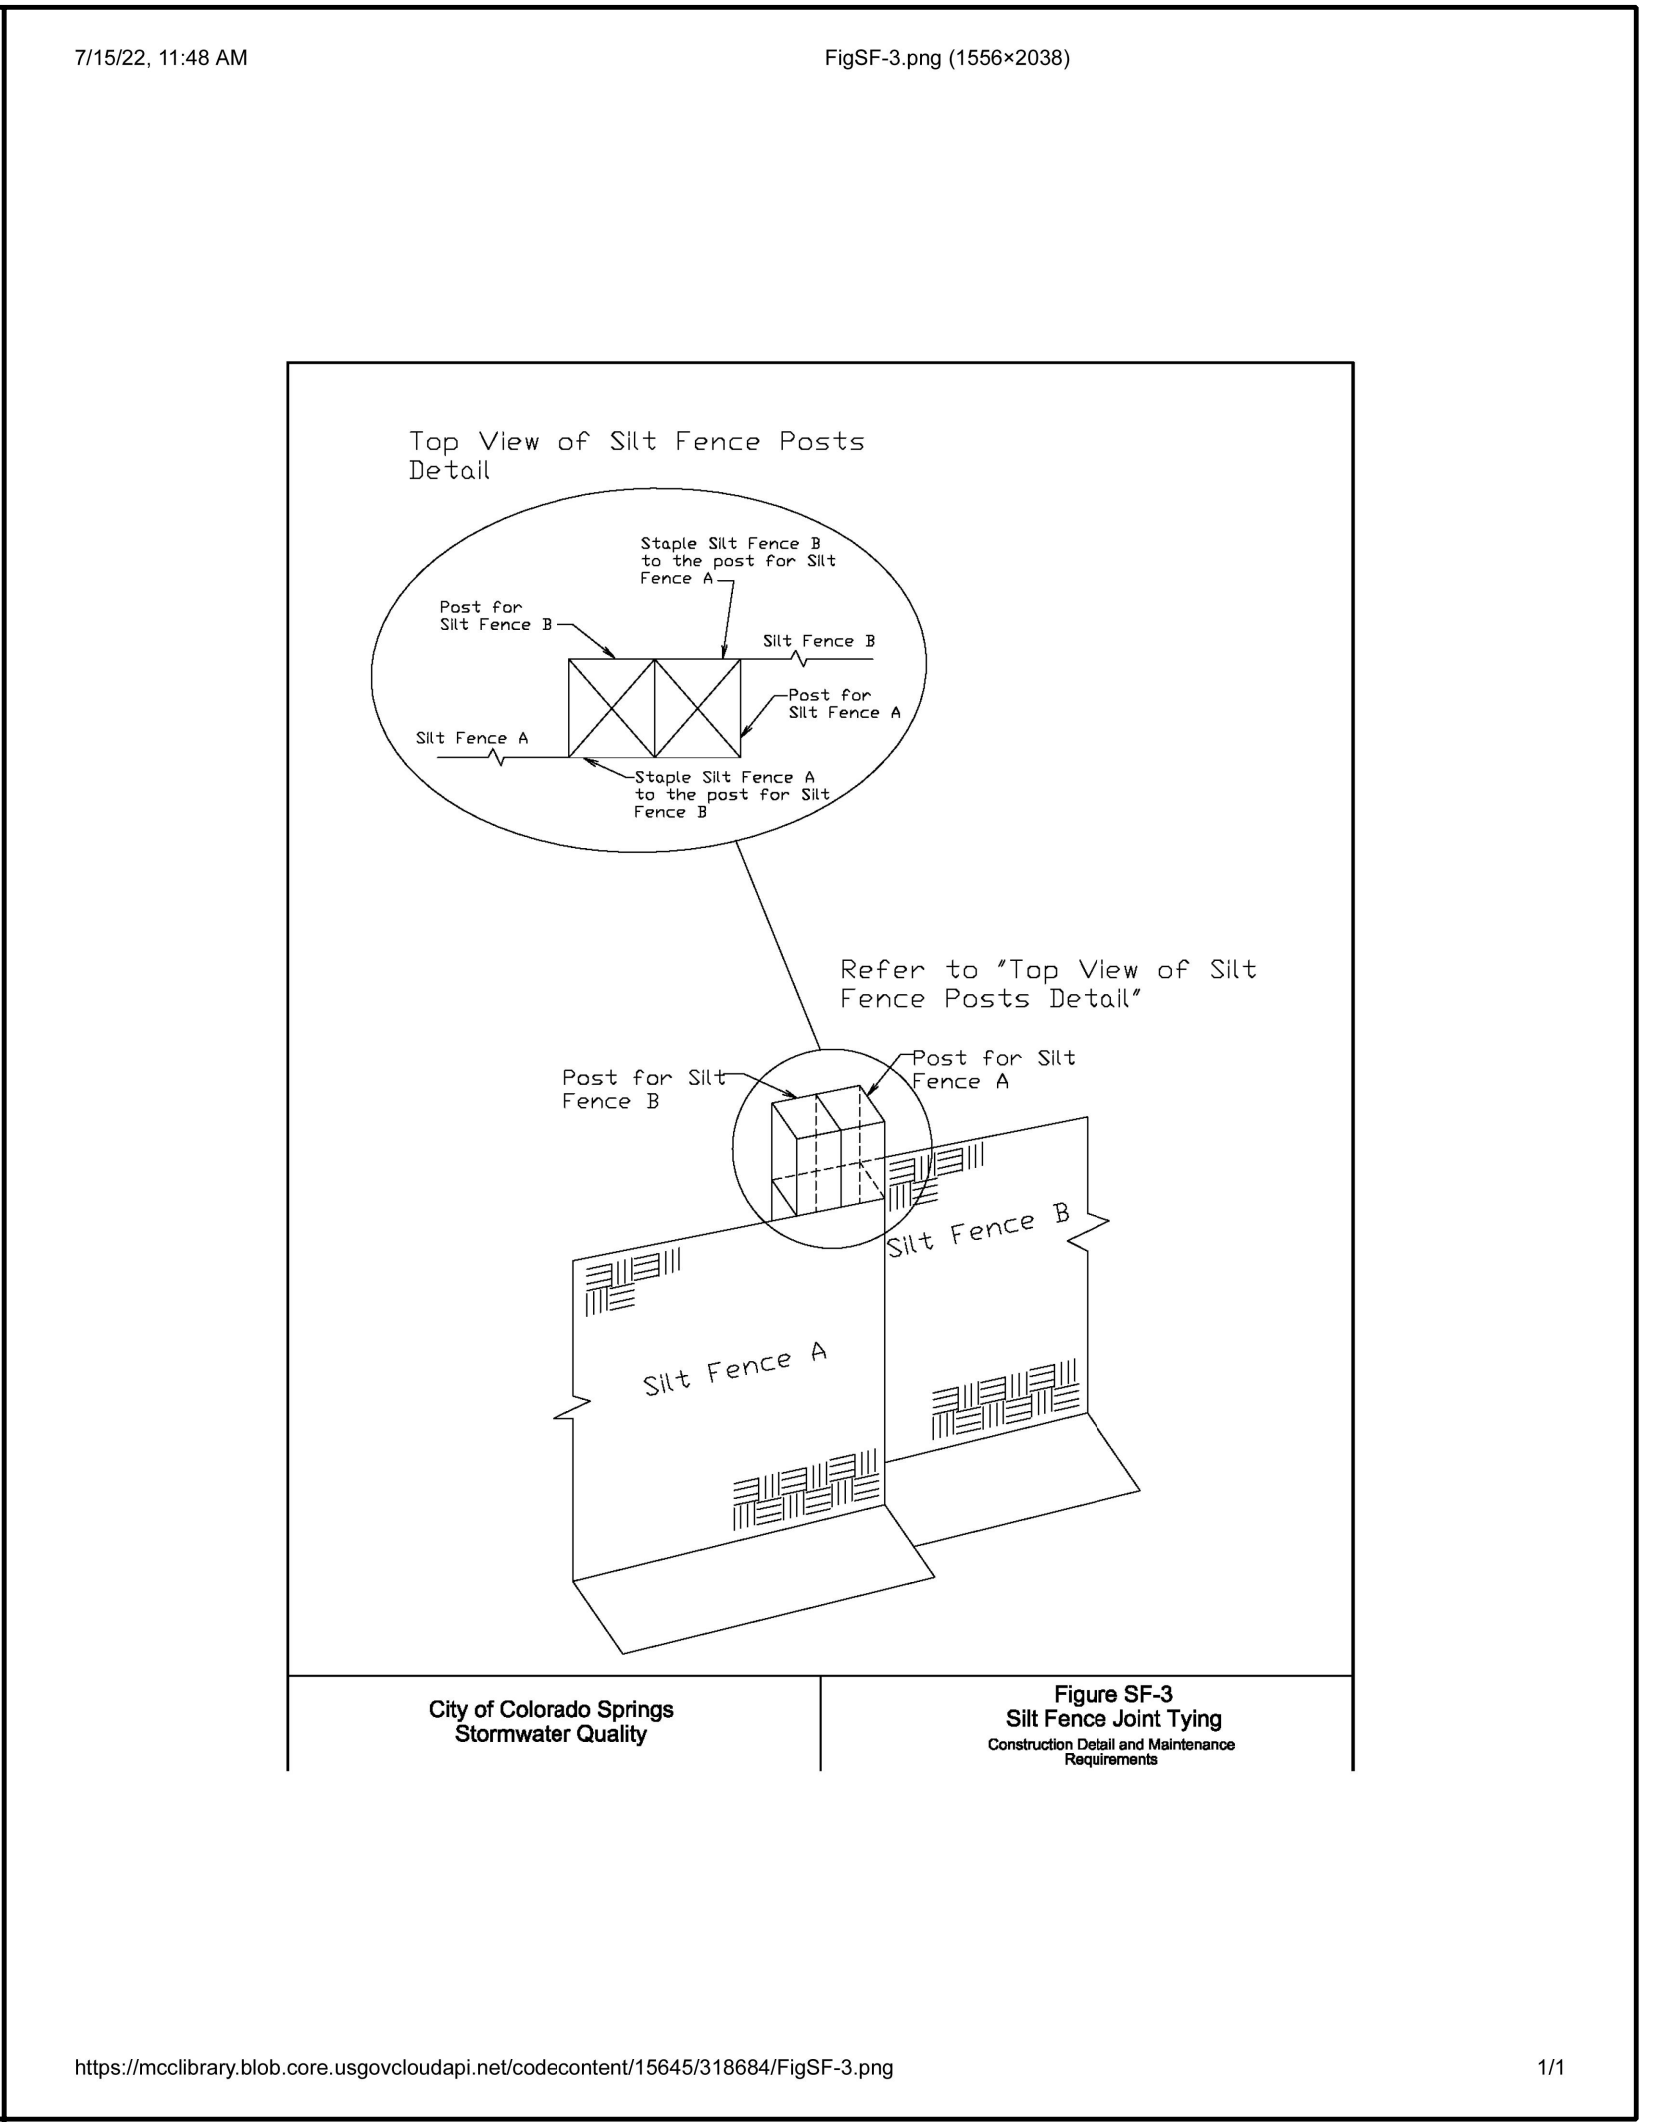 7/15/22, 11:48 AM
FigSF-3.png (1556×2038)
Top View of Silt Fence Posts
Detail
Staple Silt Fence B
to the post for Silt
Fence A
Post for
Silt Fence B
Silt Fence B
Post for
Silt Fence A
Silt Fence A
Staple Silt Fence A
to the post for Silt
Fence B
Refer to "Top View of Silt
Fence Posts Detail"
Post for Silt
Fence A
Post for Silt
Fence B
Silt Fence B
Silt Fence A
City of Colorado Springs
Stormwater Quality
Figure SF-3
Silt Fence Joint Tying
Construction Detail and Maintenance
Requirements
https://mcclibrary.blob.core.usgovcloudapi.net/codecontent/15645/318684/FigSF-3.png
1/1